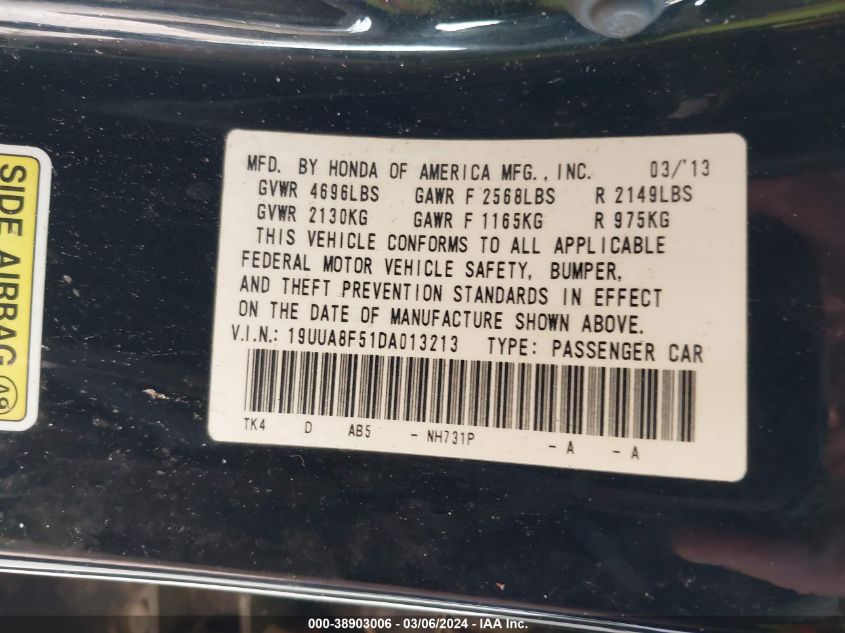 MFD. BY HONDA OF AMERICA MFG., INC. 03/'13
GVWR 4696LBS GAWR F 2568LBS R 2149LBS
GVWR 2130KG GAWR F 1165KG R 975KG
THIS VEHICLE CONFORMS TO ALL APPLICABLE
FEDERAL MOTOR VEHICLE SAFETY, BUMPER,
AND THEFT PREVENTION STANDARDS IN EFFECT
ON THE DATE OF MANUFACTURE SHOWN ABOVE.
V.I.N.: 19UUA8F51DA013213 TYPE: PASSENGER CAR
TK4 D AB5 - NH731P - A - A
SIDE AIRBAG
000-38903006 - 03/06/2024 - IAA Inc.